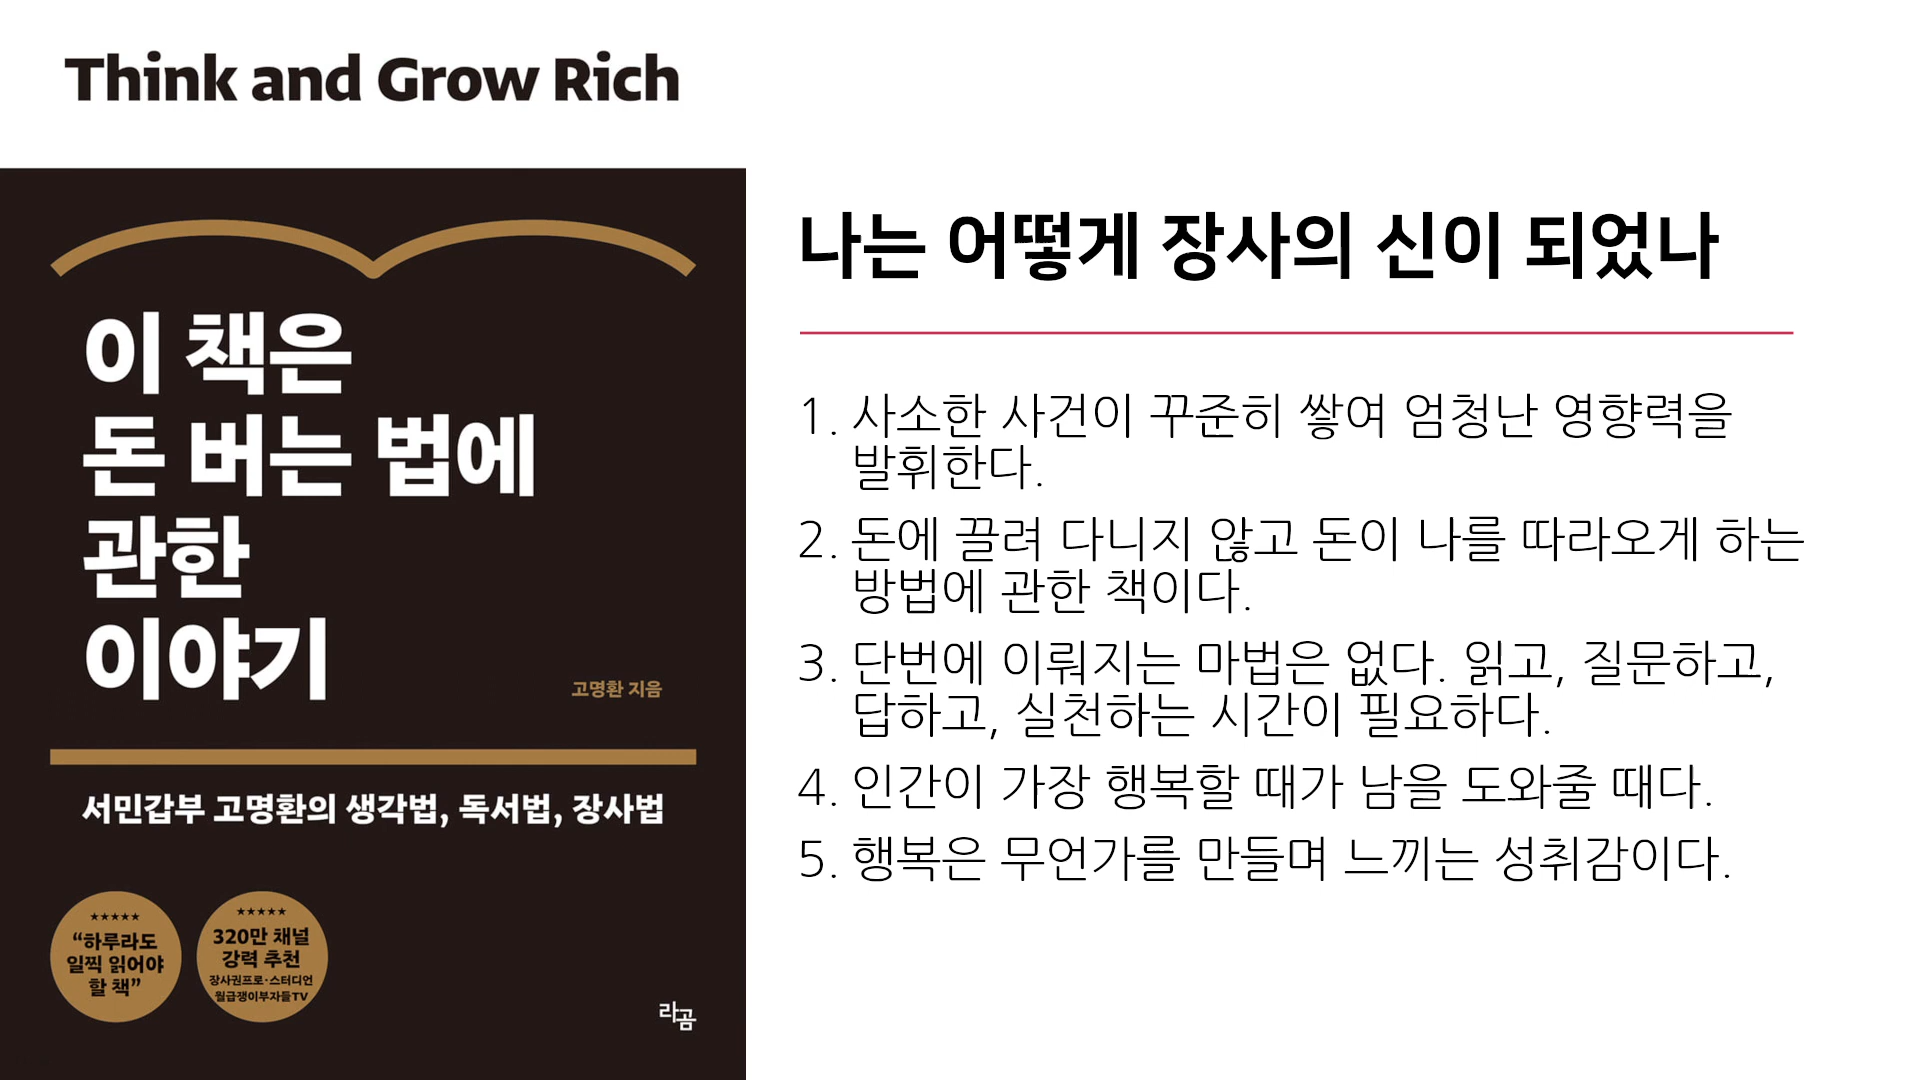 Think and Grow Rich
이 책은
돈 버는 법에
관한
이야기
고명환 지음
서민갑부 고명환의 생각법, 독서법, 장사법
★★★★★
“하루라도
일찍 읽어야
할 책”
★★★★★
320만 채널
강력 추천
장사권프로·스터디언
월급쟁이부자들TV
라곰
나는 어떻게 장사의 신이 되었나
1. 사소한 사건이 꾸준히 쌓여 엄청난 영향력을
발휘한다.
2. 돈에 끌려 다니지 않고 돈이 나를 따라오게 하는
방법에 관한 책이다.
3. 단번에 이뤄지는 마법은 없다. 읽고, 질문하고,
답하고, 실천하는 시간이 필요하다.
4. 인간이 가장 행복할 때가 남을 도와줄 때다.
5. 행복은 무언가를 만들며 느끼는 성취감이다.